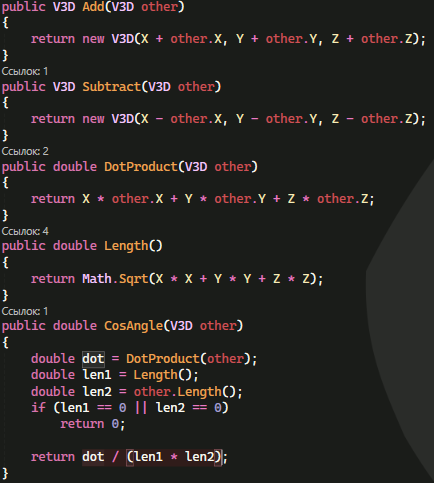 public V3D Add(V3D other)
{
    return new V3D(X + other.X, Y + other.Y, Z + other.Z);
}
Ссылок: 1
public V3D Subtract(V3D other)
{
    return new V3D(X - other.X, Y - other.Y, Z - other.Z);
}
Ссылок: 2
public double DotProduct(V3D other)
{
    return X * other.X + Y * other.Y + Z * other.Z;
}
Ссылок: 4
public double Length()
{
    return Math.Sqrt(X * X + Y * Y + Z * Z);
}
Ссылок: 1
public double CosAngle(V3D other)
{
    double dot = DotProduct(other);
    double len1 = Length();
    double len2 = other.Length();
    if (len1 == 0 || len2 == 0)
        return 0;
    return dot / (len1 * len2);
}